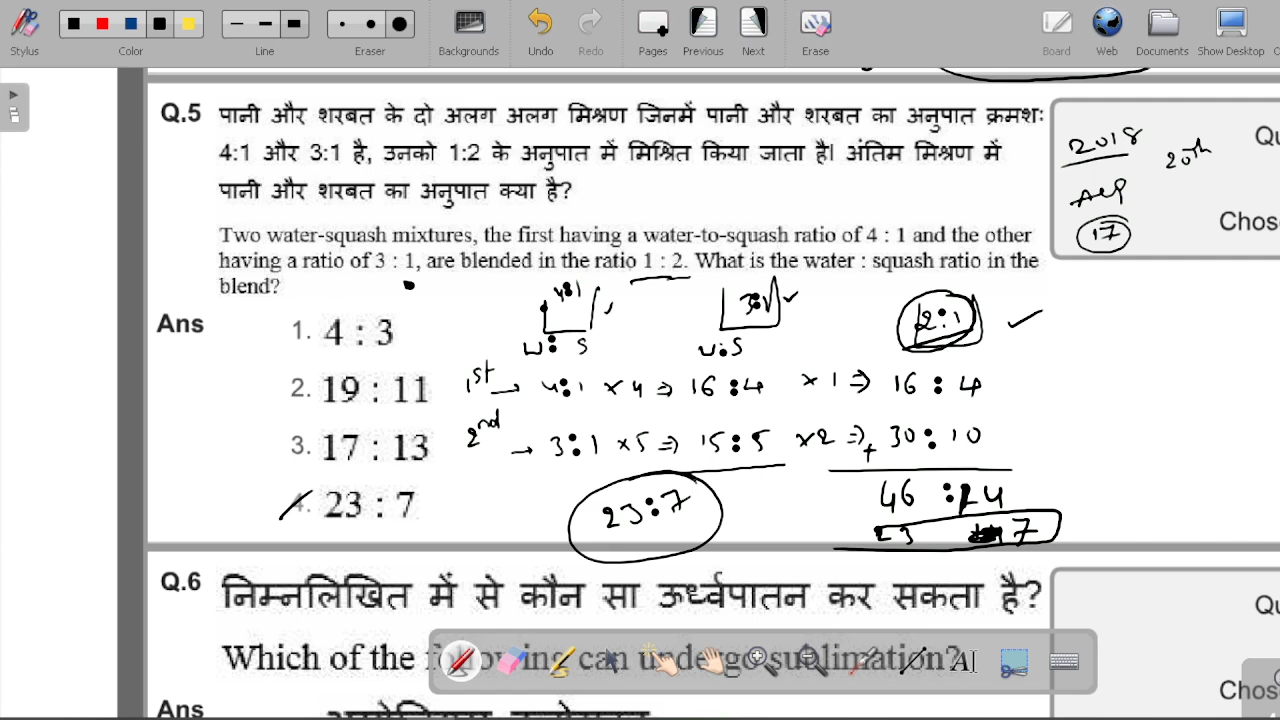 Stylus Color Line Eraser Backgrounds Undo Redo Pages Previous Next Erase Board Web Documents Show Desktop
Q.5 पानी और शरबत के दो अलग अलग मिश्रण जिनमें पानी और शरबत का अनुपात क्रमशः
4:1 और 3:1 है, उनको 1:2 के अनुपात में मिश्रित किया जाता है। अंतिम मिश्रण में
पानी और शरबत का अनुपात क्या है?
2018 20th
ALP
17
Qu
Chos
Two water-squash mixtures, the first having a water-to-squash ratio of 4 : 1 and the other
having a ratio of 3 : 1, are blended in the ratio 1 : 2. What is the water : squash ratio in the
blend?
4:1 3:1 2:1
Ans 1. 4 : 3
W : S W : S
2. 19 : 11
1st → 4:1 × 4 ⇒ 16 : 4 × 1 ⇒ 16 : 4
3. 17 : 13
2nd → 3 : 1 × 5 ⇒ 15 : 5 × 2 ⇒ + 30 : 10
4. 23 : 7
23:7
46 : 14
23 7
Q.6 निम्नलिखित में से कौन सा ऊर्ध्वपातन कर सकता है?
Qu
Which of the following can undergo sublimation?
Chos
Ans